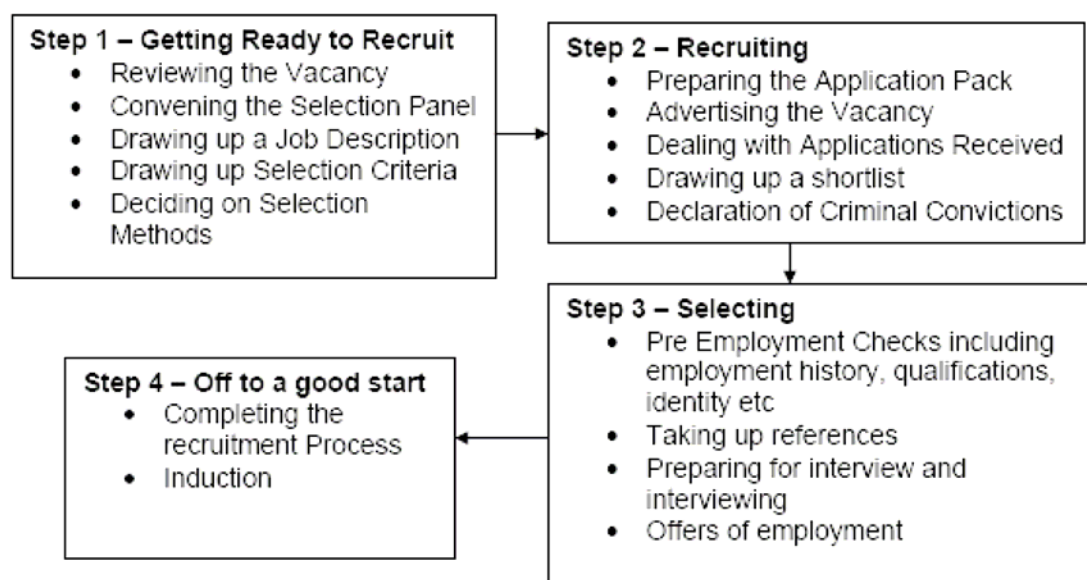 Step 1 – Getting Ready to Recruit
• Reviewing the Vacancy
• Convening the Selection Panel
• Drawing up a Job Description
• Drawing up Selection Criteria
• Deciding on Selection
Methods
Step 2 – Recruiting
• Preparing the Application Pack
• Advertising the Vacancy
• Dealing with Applications Received
• Drawing up a shortlist
• Declaration of Criminal Convictions
Step 3 – Selecting
• Pre Employment Checks including
employment history, qualifications,
identity etc
• Taking up references
• Preparing for interview and
interviewing
• Offers of employment
Step 4 – Off to a good start
• Completing the
recruitment Process
• Induction